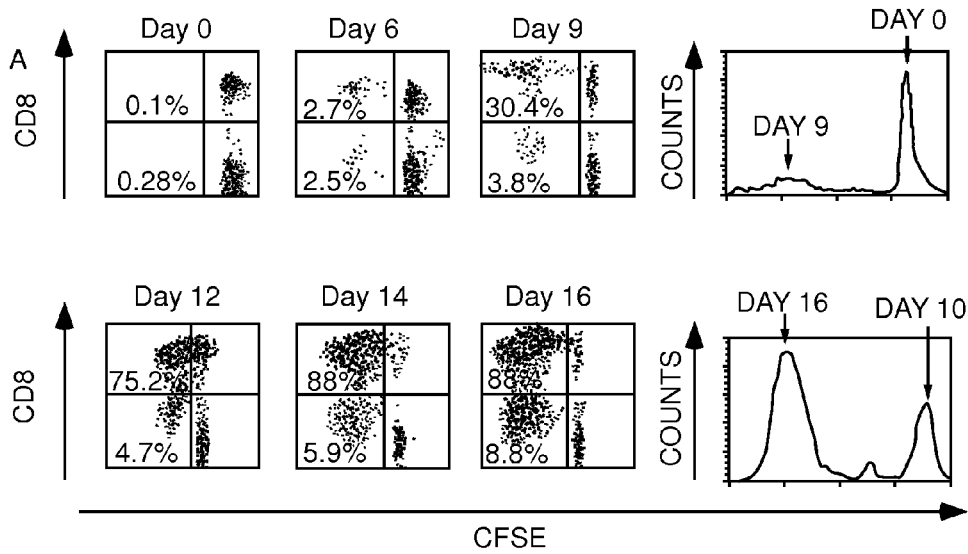 A
CD8
Day 0
0.1%
0.28%
Day 6
2.7%
2.5%
Day 9
30.4%
3.8%
COUNTS
DAY 9
DAY 0
CD8
Day 12
75.2%
4.7%
Day 14
88%
5.9%
Day 16
88%
8.8%
COUNTS
DAY 16
DAY 10
CFSE